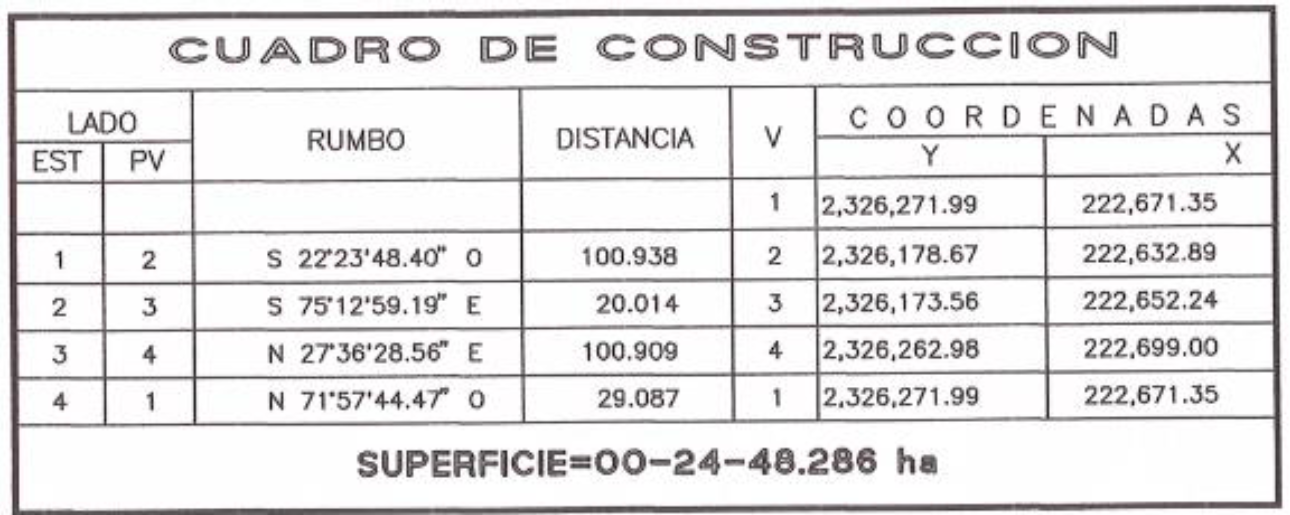 CUADRO DE CONSTRUCCION
LADO RUMBO DISTANCIA V COORDENADAS
EST PV Y X
1 2,326,271.99 222,671.35
1 2 S 22°23'48.40" O 100.938 2 2,326,178.67 222,632.89
2 3 S 75°12'59.19" E 20.014 3 2,326,173.56 222,652.24
3 4 N 27°36'28.56" E 100.909 4 2,326,262.98 222,699.00
4 1 N 71°57'44.47" O 29.087 1 2,326,271.99 222,671.35
SUPERFICIE=00-24-48.286 ha